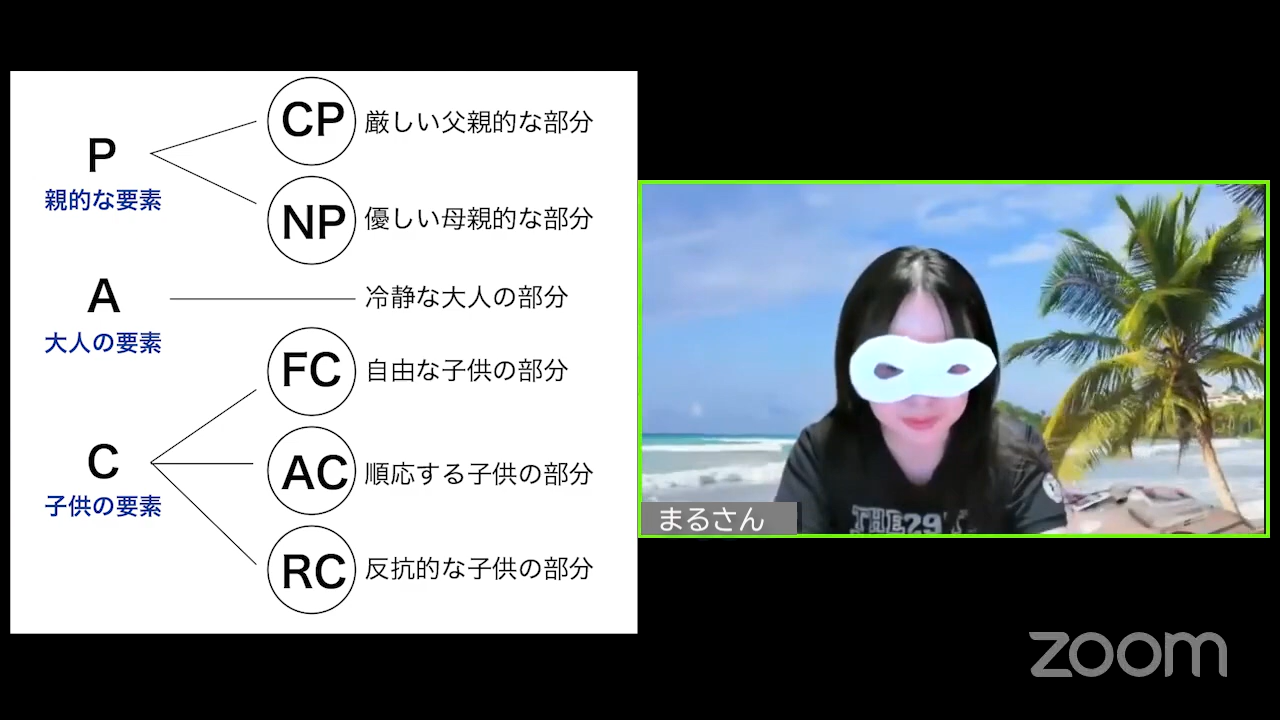 P
親的な要素
CP 厳しい父親的な部分
NP 優しい母親的な部分
A
大人の要素
冷静な大人の部分
C
子供の要素
FC 自由な子供の部分
AC 順応する子供の部分
RC 反抗的な子供の部分
THE29
まるさん
zoom